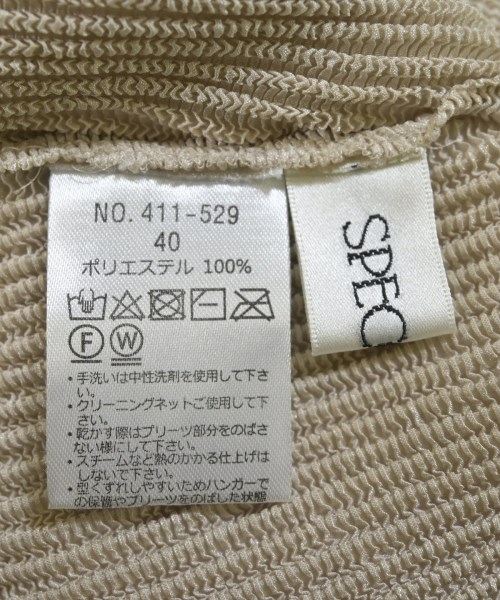 NO. 411-529
40
ポリエステル 100%
F W
・手洗いは中性洗剤を使用して下さ
い。
・クリーニングネットご使用して下
さい。
・乾かす際はプリーツ部分をのばさ
ない様にして下さい。
・スチームなど熱のかかる仕上げは
しないで下さい。
・型くずれしやすいためハンガーで
の保管やプリーツをのばした状態
SPEC